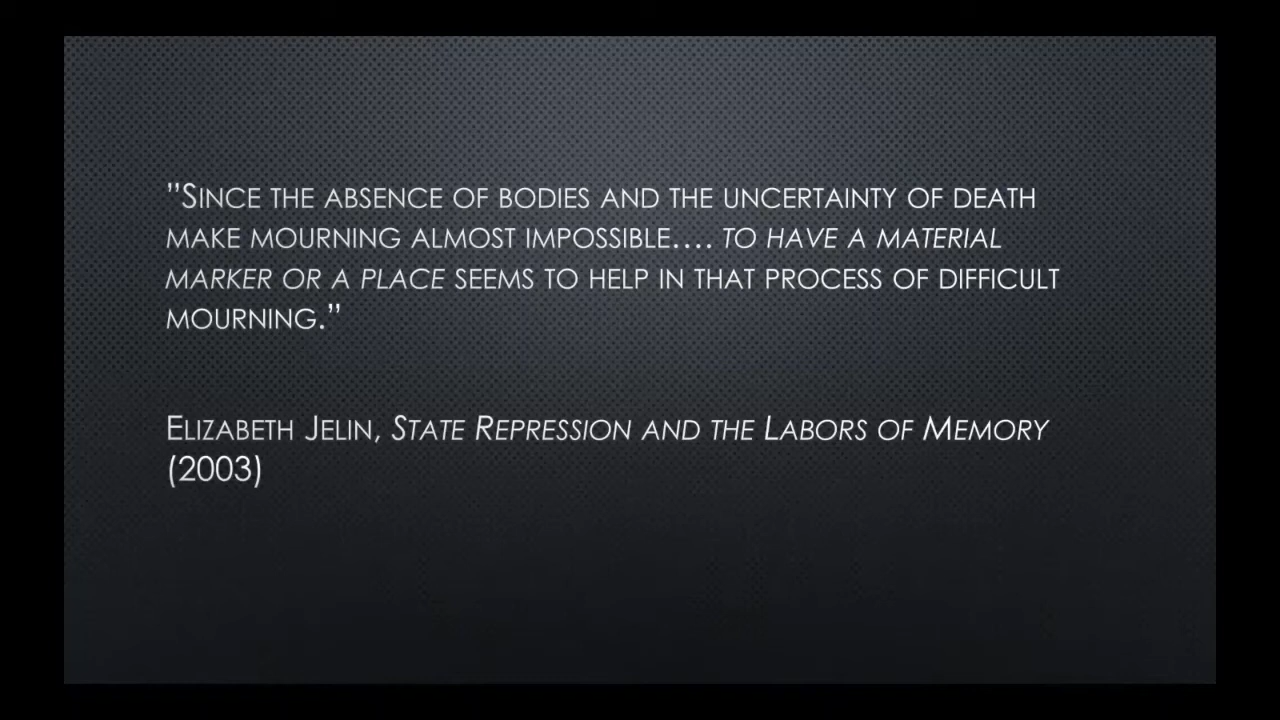 ”Since the absence of bodies and the uncertainty of death
make mourning almost impossible…. to have a material
marker or a place seems to help in that process of difficult
mourning.”
Elizabeth Jelin, State Repression and the Labors of Memory
(2003)